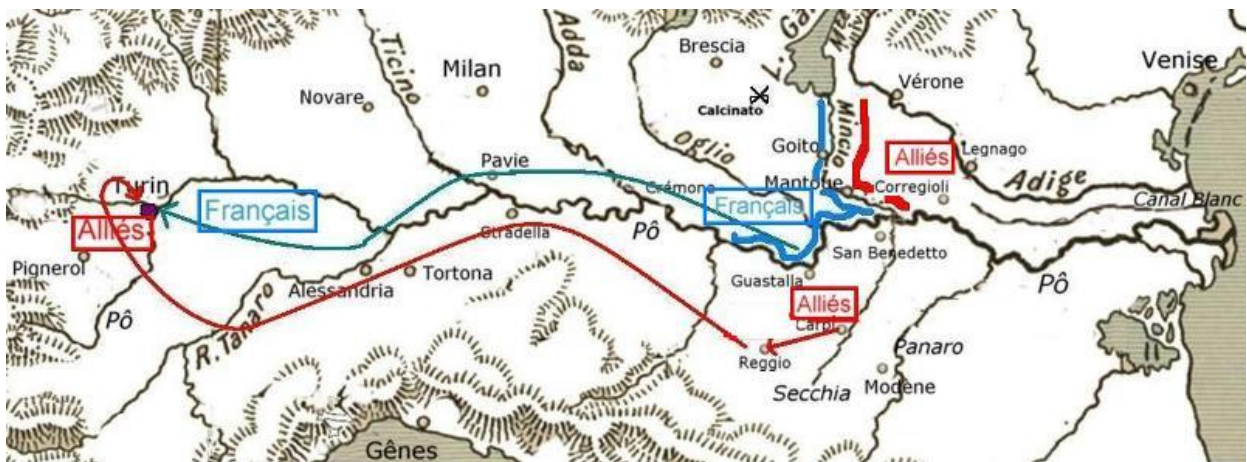 Brescia
L. Ga
Venise
Adda
Ticino
Milan
Vérone
Novare
Calcinato
Mincio
Oglio
Goito
Alliés
Legnago
Pavie
Mantoue
Corregioli
Adige
Turin
Crémone
Canal Blanc
Français
Français
Alliés
Stradella
Pô
San Benedetto
Pignerol
Tortona
Guastalla
Pô
Alessandria
Alliés
Pô
R. Tanaro
Carpi
Panaro
Reggio
Secchia
Modène
Gênes